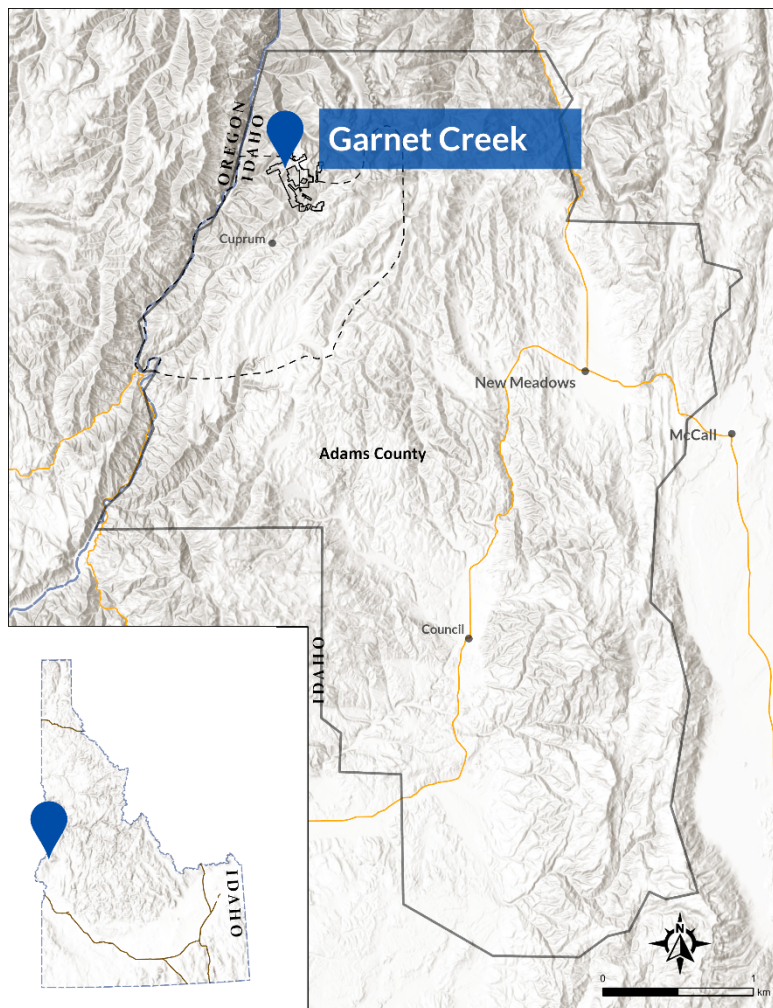 OREGON
IDAHO
Garnet Creek
Cuprum
New Meadows
McCall
Adams County
Council
IDAHO
IDAHO
N
0 1
km